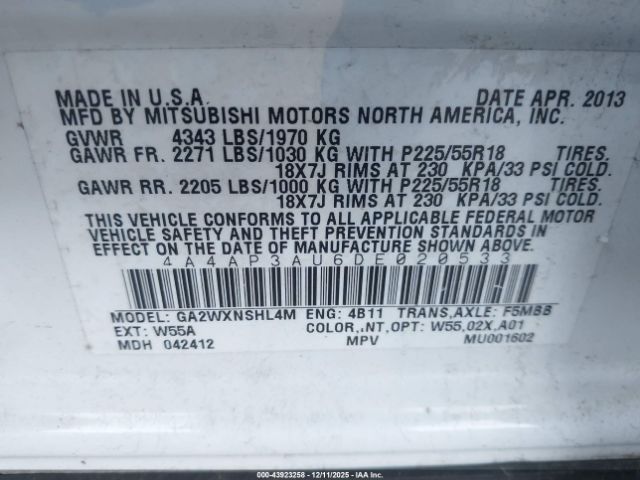 MADE IN U.S.A. DATE APR. 2013
MFD BY MITSUBISHI MOTORS NORTH AMERICA, INC.
GVWR 4343 LBS/1970 KG
GAWR FR. 2271 LBS/1030 KG WITH P225/55R18 TIRES.
18X7J RIMS AT 230 KPA/33 PSI COLD.
GAWR RR. 2205 LBS/1000 KG WITH P225/55R18 TIRES.
18X7J RIMS AT 230 KPA/33 PSI COLD.
THIS VEHICLE CONFORMS TO ALL APPLICABLE FEDERAL MOTOR
VEHICLE SAFETY AND THEFT PREVENTION STANDARDS IN
EFFECT ON THE DATE OF MANUFACTURE SHOWN ABOVE.
4A4AP3AU6DE020533
MODEL: GA2WXNSHL4M ENG: 4B11 TRANS,AXLE: F5MBB
EXT: W55A COLOR,INT,OPT: W55,02X,A01
MDH 042412 MPV MU001602
© 43923258 - 12/11/2025 - IAA Inc.